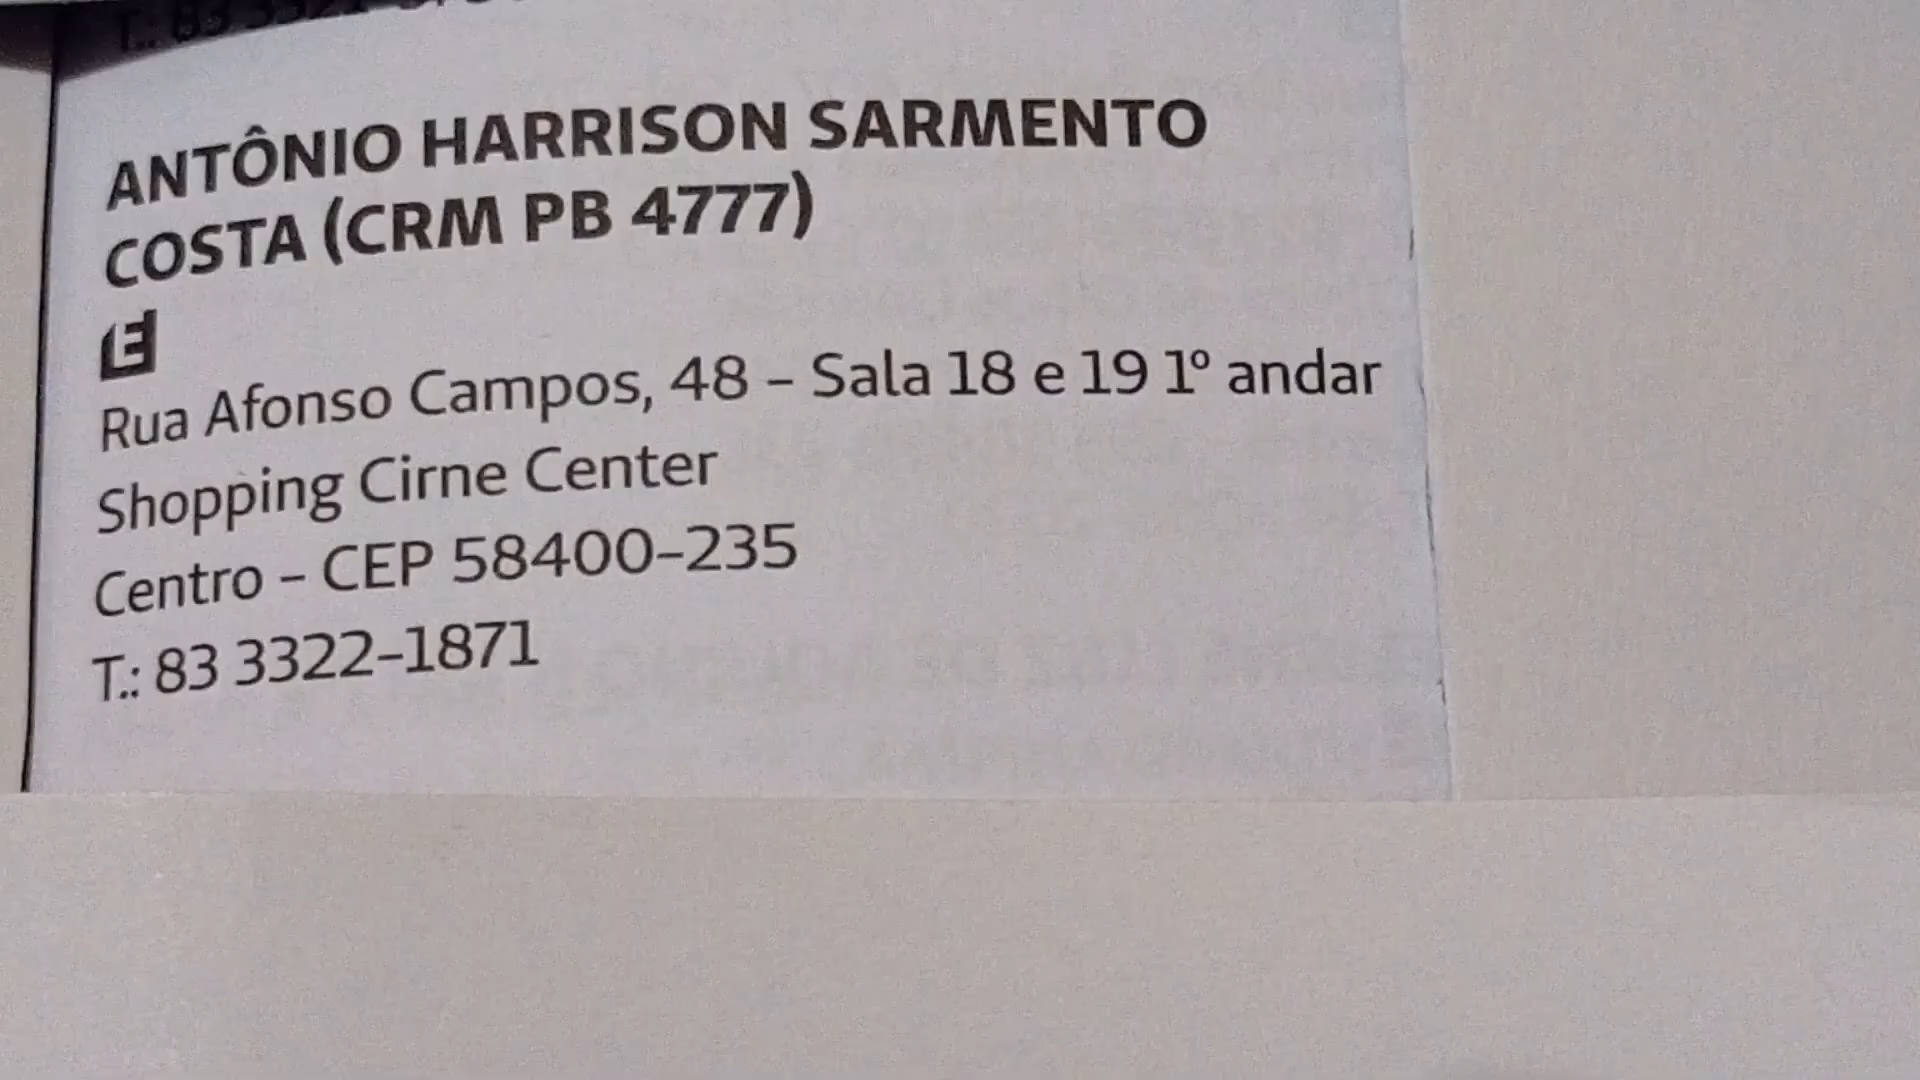 ANTÔNIO HARRISON SARMENTO
COSTA (CRM PB 4777)
E
Rua Afonso Campos, 48 – Sala 18 e 19 1º andar
Shopping Cirne Center
Centro – CEP 58400-235
T.: 83 3322-1871